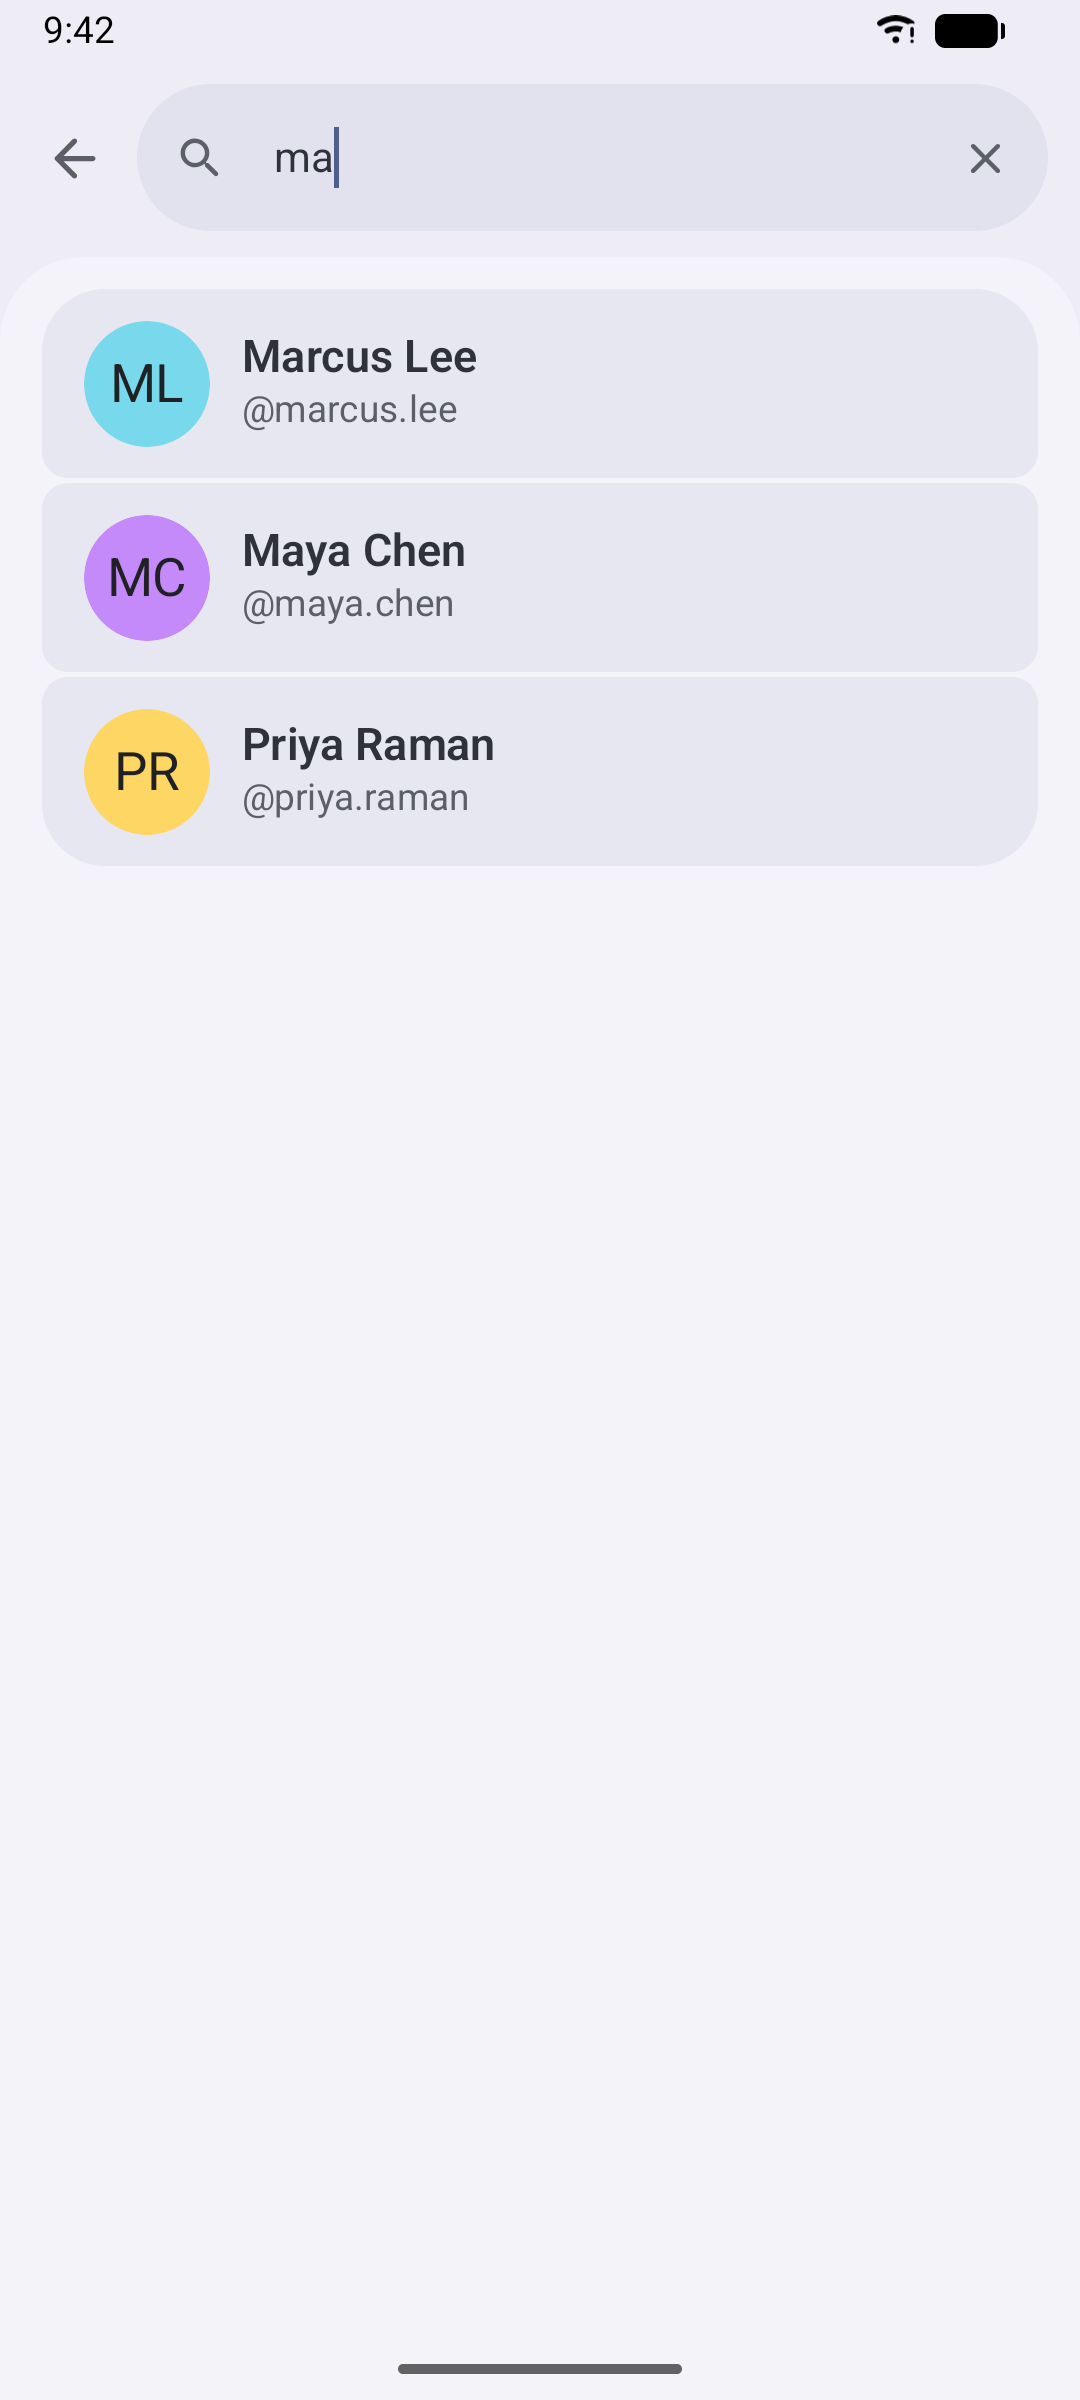 9:42
ma
ML
Marcus Lee
@marcus.lee
MC
Maya Chen
@maya.chen
PR
Priya Raman
@priya.raman